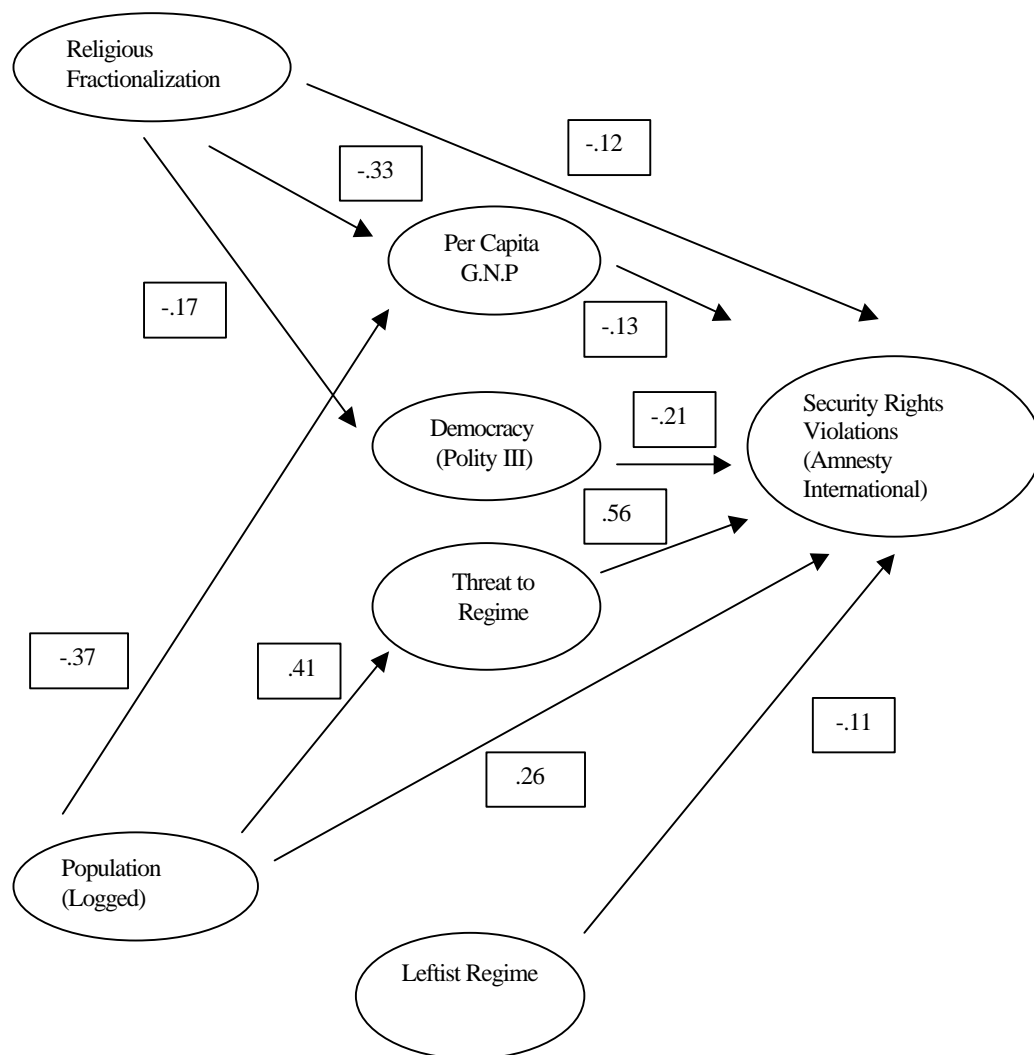 Religious
Fractionalization
-.12
-.33
Per Capita
G.N.P
-.17
-.13
Security Rights
Violations
(Amnesty
International)
Democracy
(Polity III)
-.21
.56
Threat to
Regime
-.37
.41
-.11
.26
Population
(Logged)
Leftist Regime